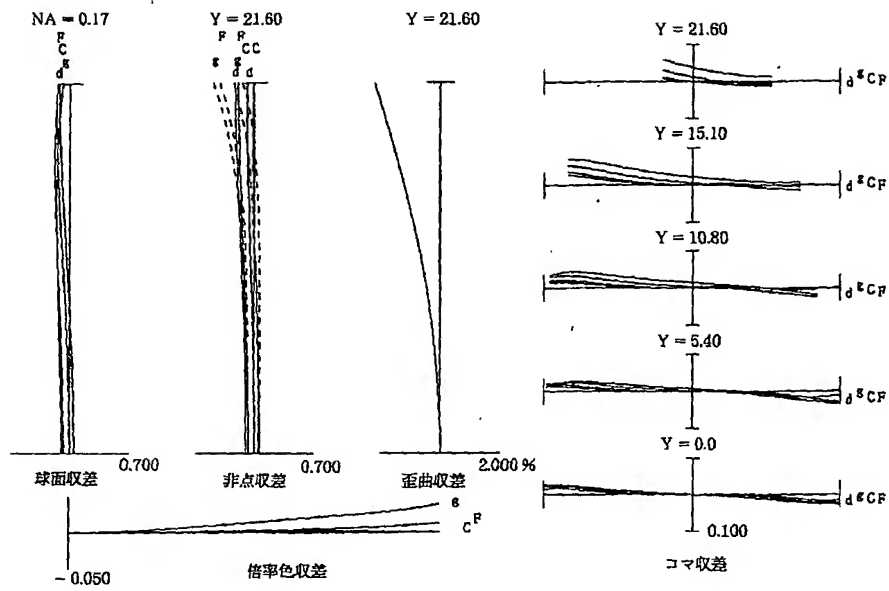 NA = 0.17
F
C
g
d
球面収差
0.700
Y = 21.60
F F
C C
g d d
g
非点収差
0.700
Y = 21.60
歪曲収差
2.000 %
g
C F
- 0.050
倍率色収差
Y = 21.60
d g C F
Y = 15.10
d g C F
Y = 10.80
d g C F
Y = 5.40
d g C F
Y = 0.0
d g C F
0.100
コマ収差